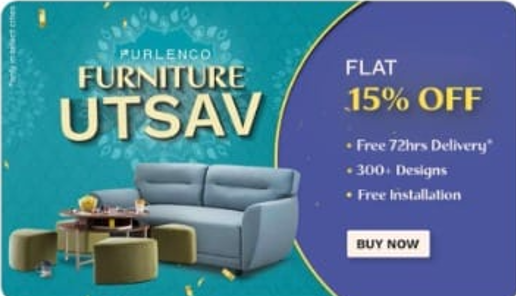 *only in select cities
FURLENCO
FURNITURE
UTSAV
FLAT
15% OFF
• Free 72hrs Delivery*
• 300+ Designs
• Free Installation
BUY NOW